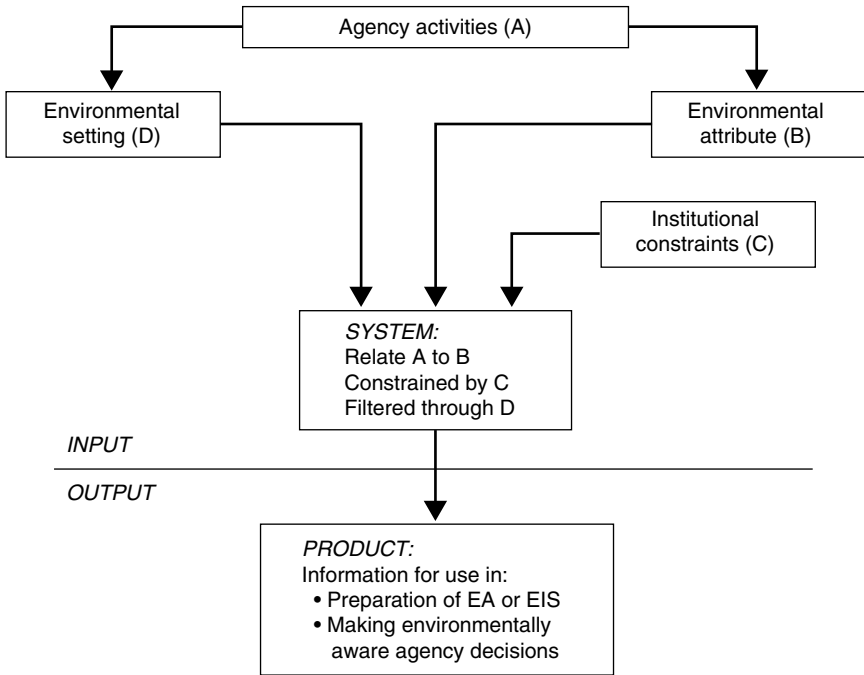 Agency activities (A)
Environmental
setting (D)
Environmental
attribute (B)
Institutional
constraints (C)
SYSTEM:
Relate A to B
Constrained by C
Filtered through D
INPUT
OUTPUT
PRODUCT:
Information for use in:
• Preparation of EA or EIS
• Making environmentally
aware agency decisions